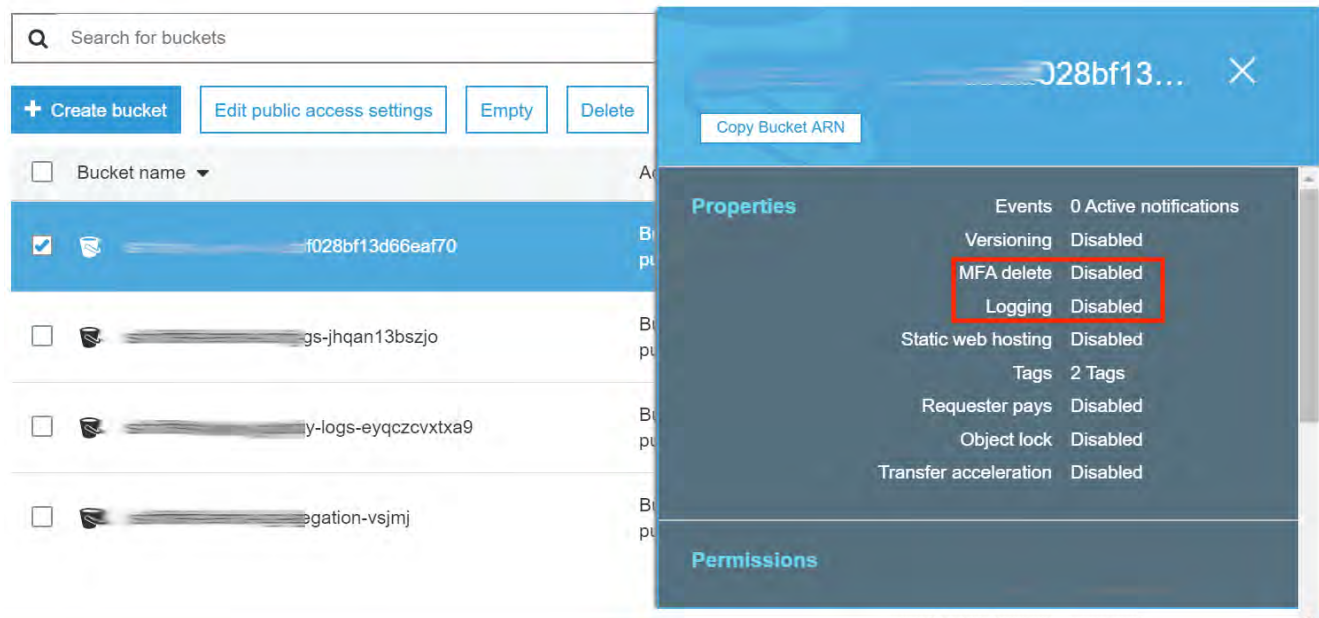 Search for buckets
+ Create bucket
Edit public access settings
Empty
Delete
Bucket name
f028bf13d66eaf70
gs-jhqan13bszjo
y-logs-eyqczcvxtxa9
egation-vsjmj
028bf13...
Copy Bucket ARN
Properties
Events 0 Active notifications
Versioning Disabled
MFA delete Disabled
Logging Disabled
Static web hosting Disabled
Tags 2 Tags
Requester pays Disabled
Object lock Disabled
Transfer acceleration Disabled
Permissions